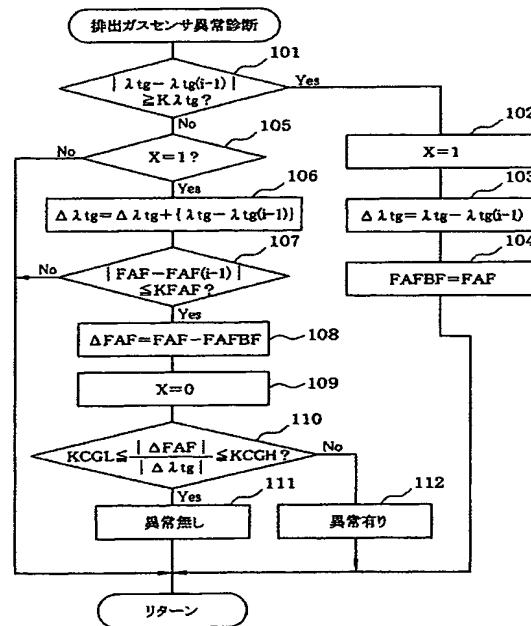 排出ガスセンサ異常診断
101
| λtg－λtg(i-1) |
≧Kλtg？
Yes
No
102
X＝1
103
Δλtg＝λtg－λtg(i-1)
104
FAFBF＝FAF
105
X＝1？
No
Yes
106
Δλtg＝Δλtg＋{λtg－λtg(i-1)}
107
| FAF－FAF(i-1) |
≦KFAF？
No
Yes
108
ΔFAF＝FAF－FAFBF
109
X＝0
110
KCGL≦| ΔFAF |／| Δλtg |≦KCGH？
No
Yes
111
異常無し
112
異常有り
リターン